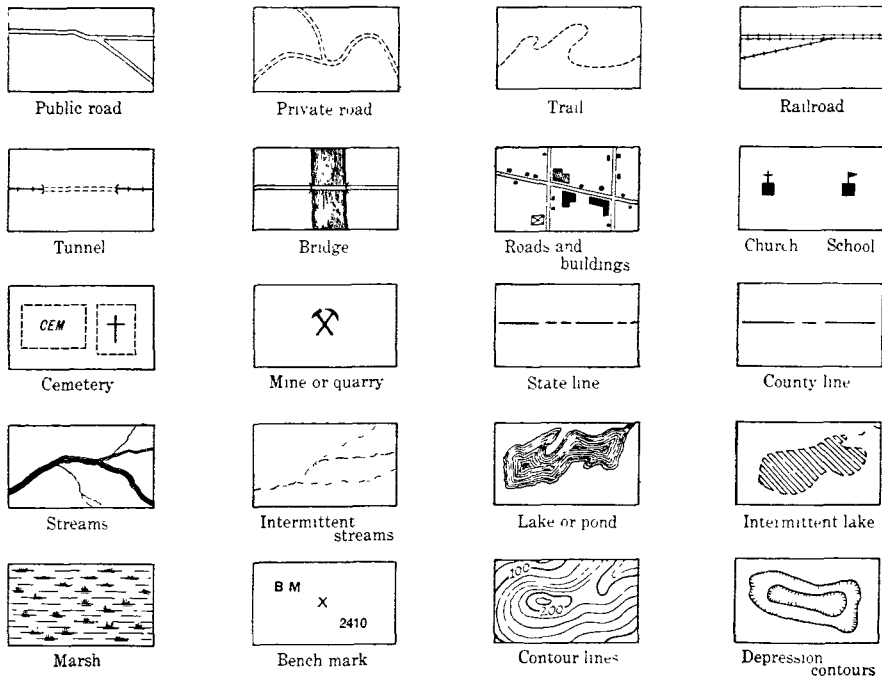 Public road
Private road
Trail
Railroad
Tunnel
Bridge
Roads and
buildings
Church
School
CEM
Cemetery
Mine or quarry
State line
County line
Streams
Intermittent
streams
Lake or pond
Intermittent lake
Marsh
B M
X
2410
Bench mark
100
200
Contour lines
Depression
contours